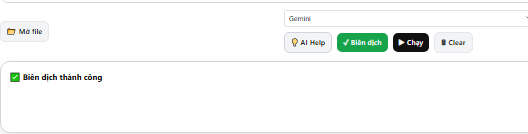 Gemini
📂 Mở file
💡 AI Help
✔ Biên dịch
▶ Chạy
🗑 Clear
✅ Biên dịch thành công